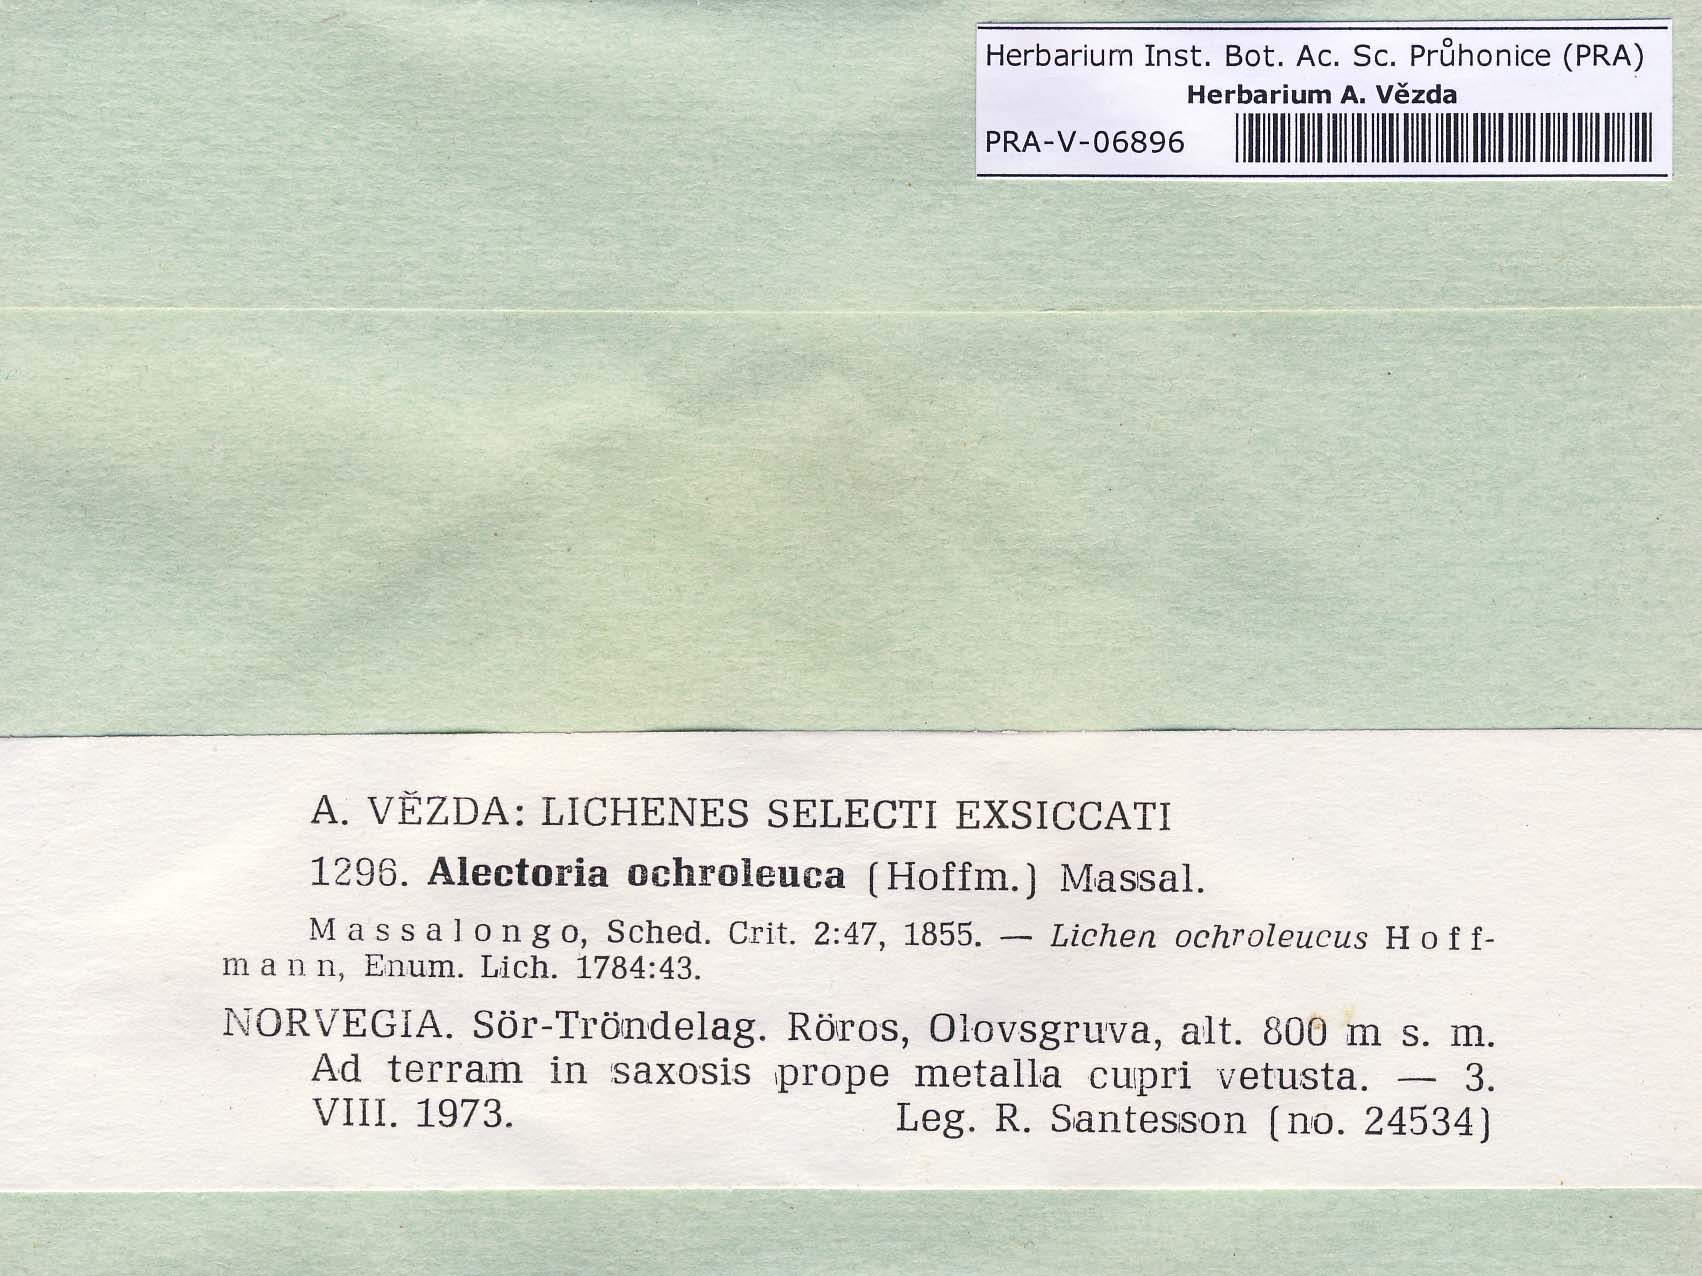 Herbarium Inst. Bot. Ac. Sc. Průhonice (PRA)
Herbarium A. Vězda
PRA-V-06896
A. VĚZDA: LICHENES SELECTI EXSICCATI
1296. Alectoria ochroleuca (Hoffm.) Massal.
Massalongo, Sched. Crit. 2:47, 1855. — Lichen ochroleucus Hoff-
mann, Enum. Lich. 1784:43.
NORVEGIA. Sör-Tröndelag. Röros, Olovsgruva, alt. 800 m s. m.
Ad terram in saxosis prope metalla cupri vetusta. — 3.
VIII. 1973. Leg. R. Santesson (no. 24534)